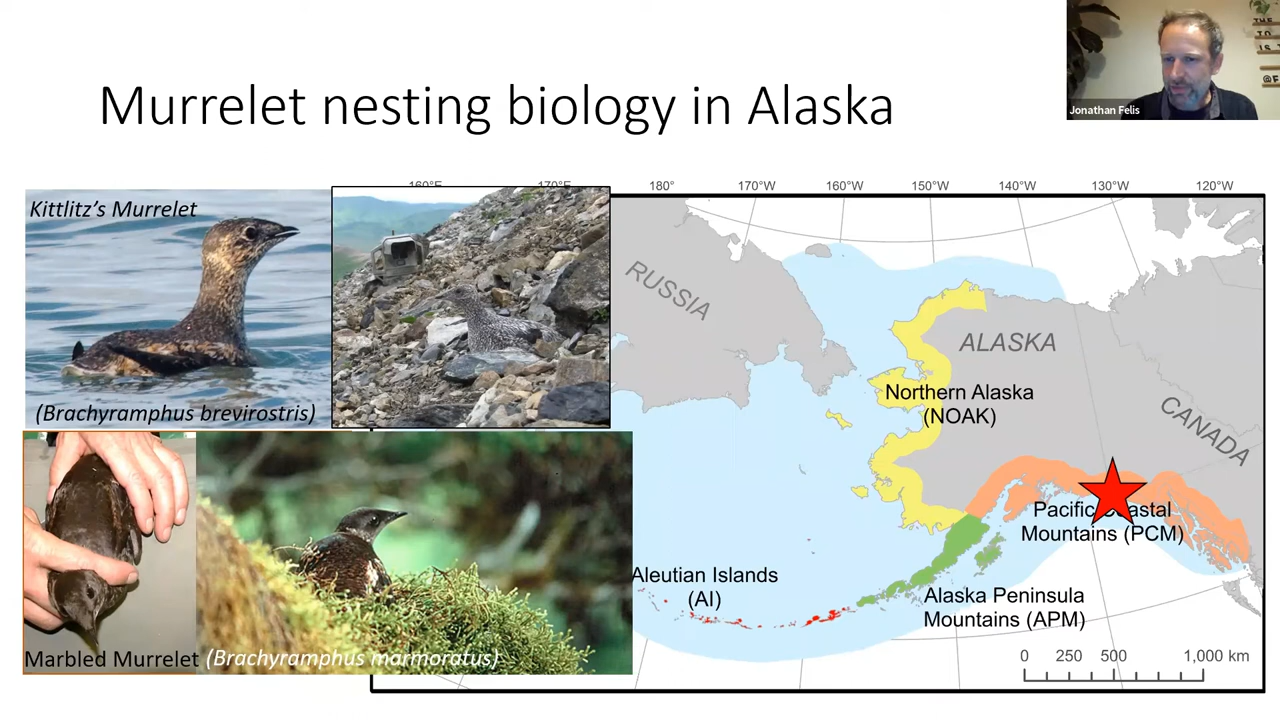 Murrelet nesting biology in Alaska
Jonathan Felis
160°E
170°E
180°
170°W
160°W
150°W
140°W
130°W
120°W
Kittlitz's Murrelet
(Brachyramphus brevirostris)
Marbled Murrelet (Brachyramphus marmoratus)
RUSSIA
ALASKA
CANADA
Northern Alaska
(NOAK)
Pacific Coastal
Mountains (PCM)
Aleutian Islands
(AI)
Alaska Peninsula
Mountains (APM)
0 250 500 1,000 km